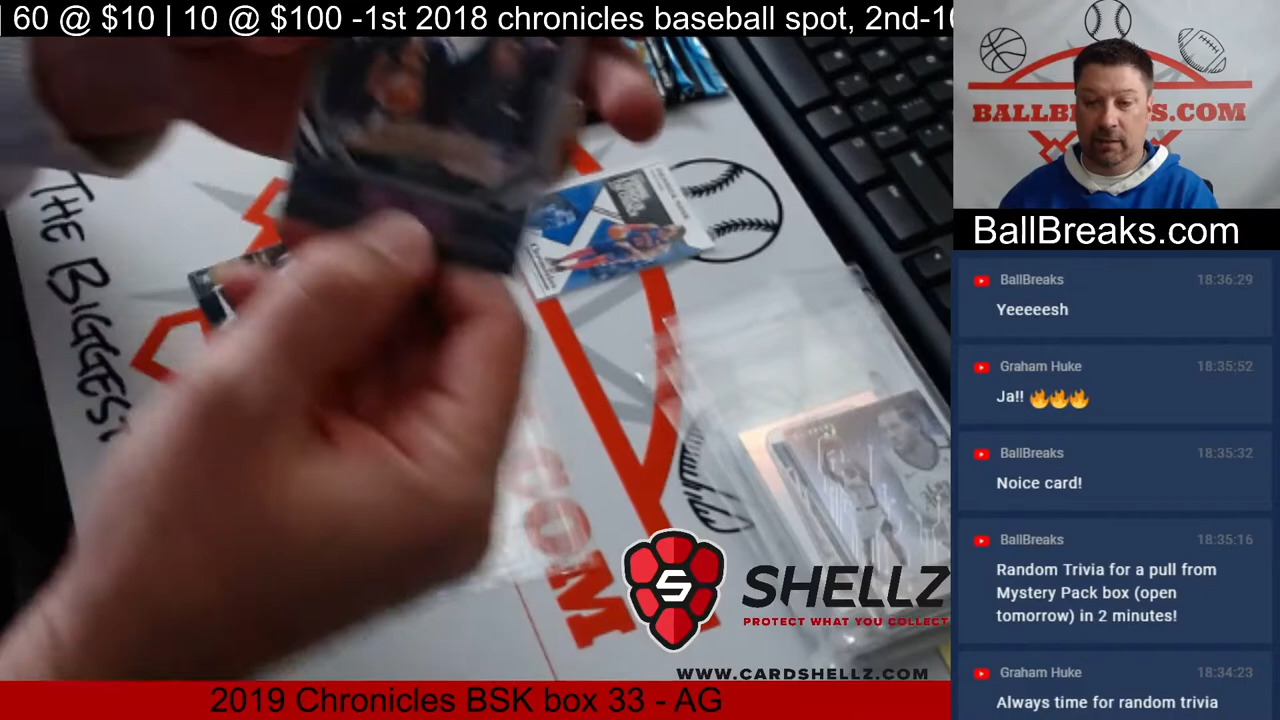 | 60 @ $10 | 10 @ $100 -1st 2018 chronicles baseball spot, 2nd-10
BALLBR S.COM
THE BIGGEST
COM
BallBreaks.com
BallBreaks 18:36:29
Yeeeeesh
Graham Huke 18:35:52
Ja!! 🔥🔥🔥
BallBreaks 18:35:32
Noice card!
BallBreaks 18:35:16
Random Trivia for a pull from
Mystery Pack box (open
tomorrow) in 2 minutes!
Graham Huke 18:34:23
Always time for random trivia
S SHELLZ
PROTECT WHAT YOU COLLECT
WWW.CARDSHELLZ.COM
2019 Chronicles BSK box 33 - AG